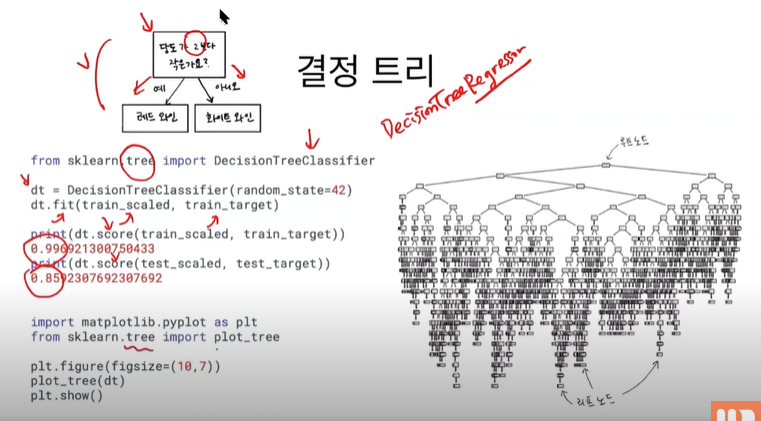 당도가 2보다
작은가요?
예
아니오
레드 와인
화이트 와인
결정 트리
DecisionTreeRegressor
from sklearn.tree import DecisionTreeClassifier
dt = DecisionTreeClassifier(random_state=42)
dt.fit(train_scaled, train_target)
print(dt.score(train_scaled, train_target))
0.996921300750433
print(dt.score(test_scaled, test_target))
0.8592307692307692
import matplotlib.pyplot as plt
from sklearn.tree import plot_tree
plt.figure(figsize=(10,7))
plot_tree(dt)
plt.show()
루트 노드
리프 노드